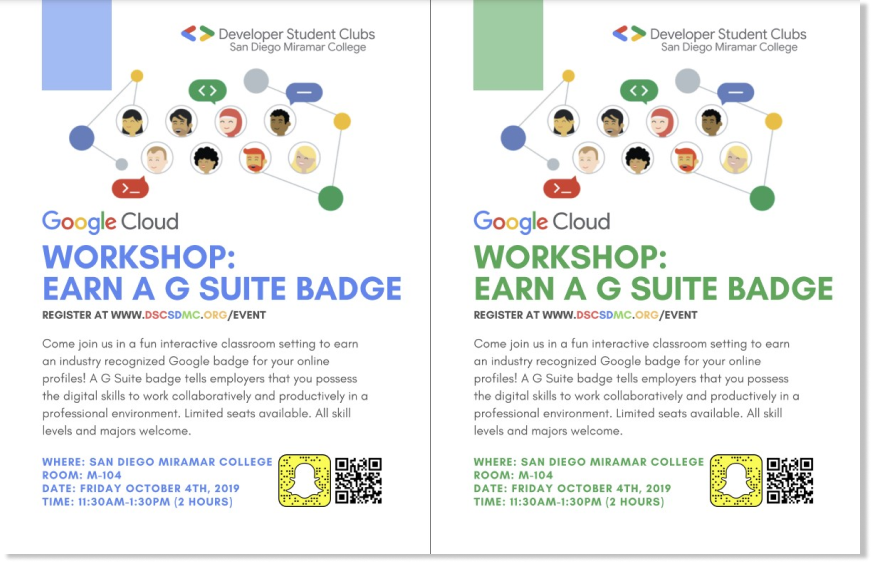 Developer Student Clubs
San Diego Miramar College
Google Cloud
WORKSHOP:
EARN A G SUITE BADGE
REGISTER AT WWW.DSCSDMC.ORG/EVENT
Come join us in a fun interactive classroom setting to earn
an industry recognized Google badge for your online
profiles! A G Suite badge tells employers that you possess
the digital skills to work collaboratively and productively in a
professional environment. Limited seats available. All skill
levels and majors welcome.
WHERE: SAN DIEGO MIRAMAR COLLEGE
ROOM: M-104
DATE: FRIDAY OCTOBER 4TH, 2019
TIME: 11:30AM-1:30PM (2 HOURS)
Developer Student Clubs
San Diego Miramar College
Google Cloud
WORKSHOP:
EARN A G SUITE BADGE
REGISTER AT WWW.DSCSDMC.ORG/EVENT
Come join us in a fun interactive classroom setting to earn
an industry recognized Google badge for your online
profiles! A G Suite badge tells employers that you possess
the digital skills to work collaboratively and productively in a
professional environment. Limited seats available. All skill
levels and majors welcome.
WHERE: SAN DIEGO MIRAMAR COLLEGE
ROOM: M-104
DATE: FRIDAY OCTOBER 4TH, 2019
TIME: 11:30AM-1:30PM (2 HOURS)